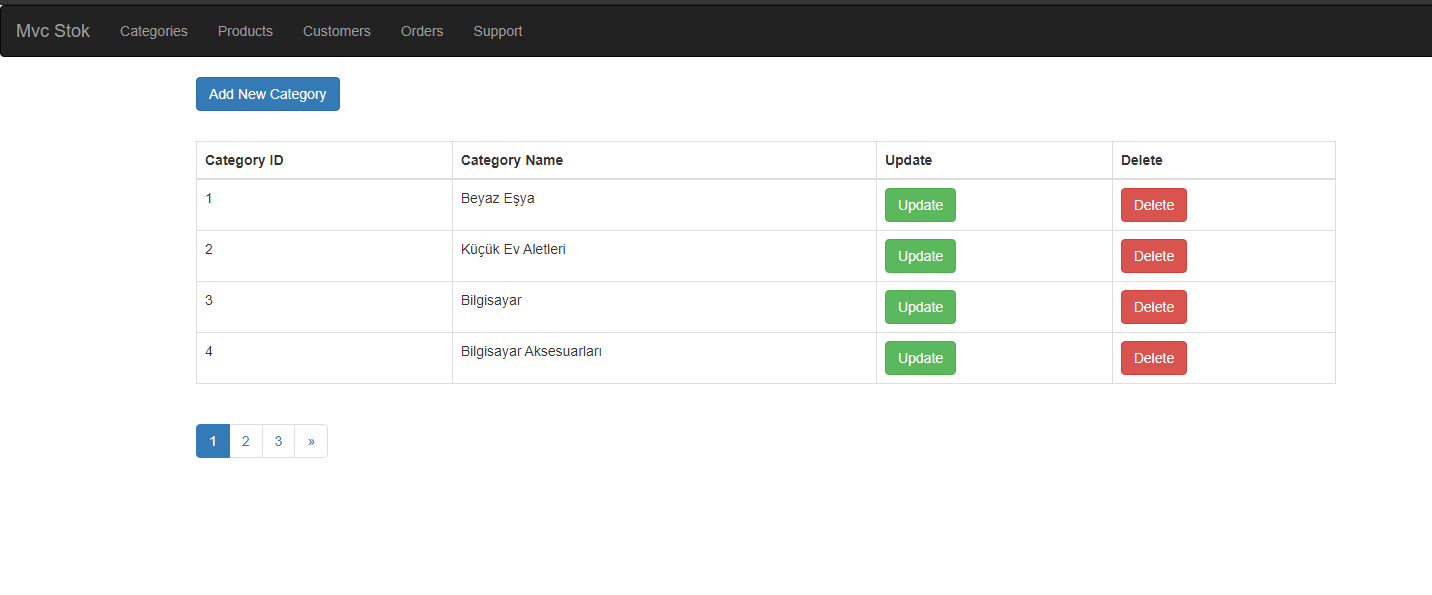 Mvc Stok Categories Products Customers Orders Support
Add New Category
Category ID Category Name Update Delete
1 Beyaz Eşya Update Delete
2 Küçük Ev Aletleri Update Delete
3 Bilgisayar Update Delete
4 Bilgisayar Aksesuarları Update Delete
1 2 3 »